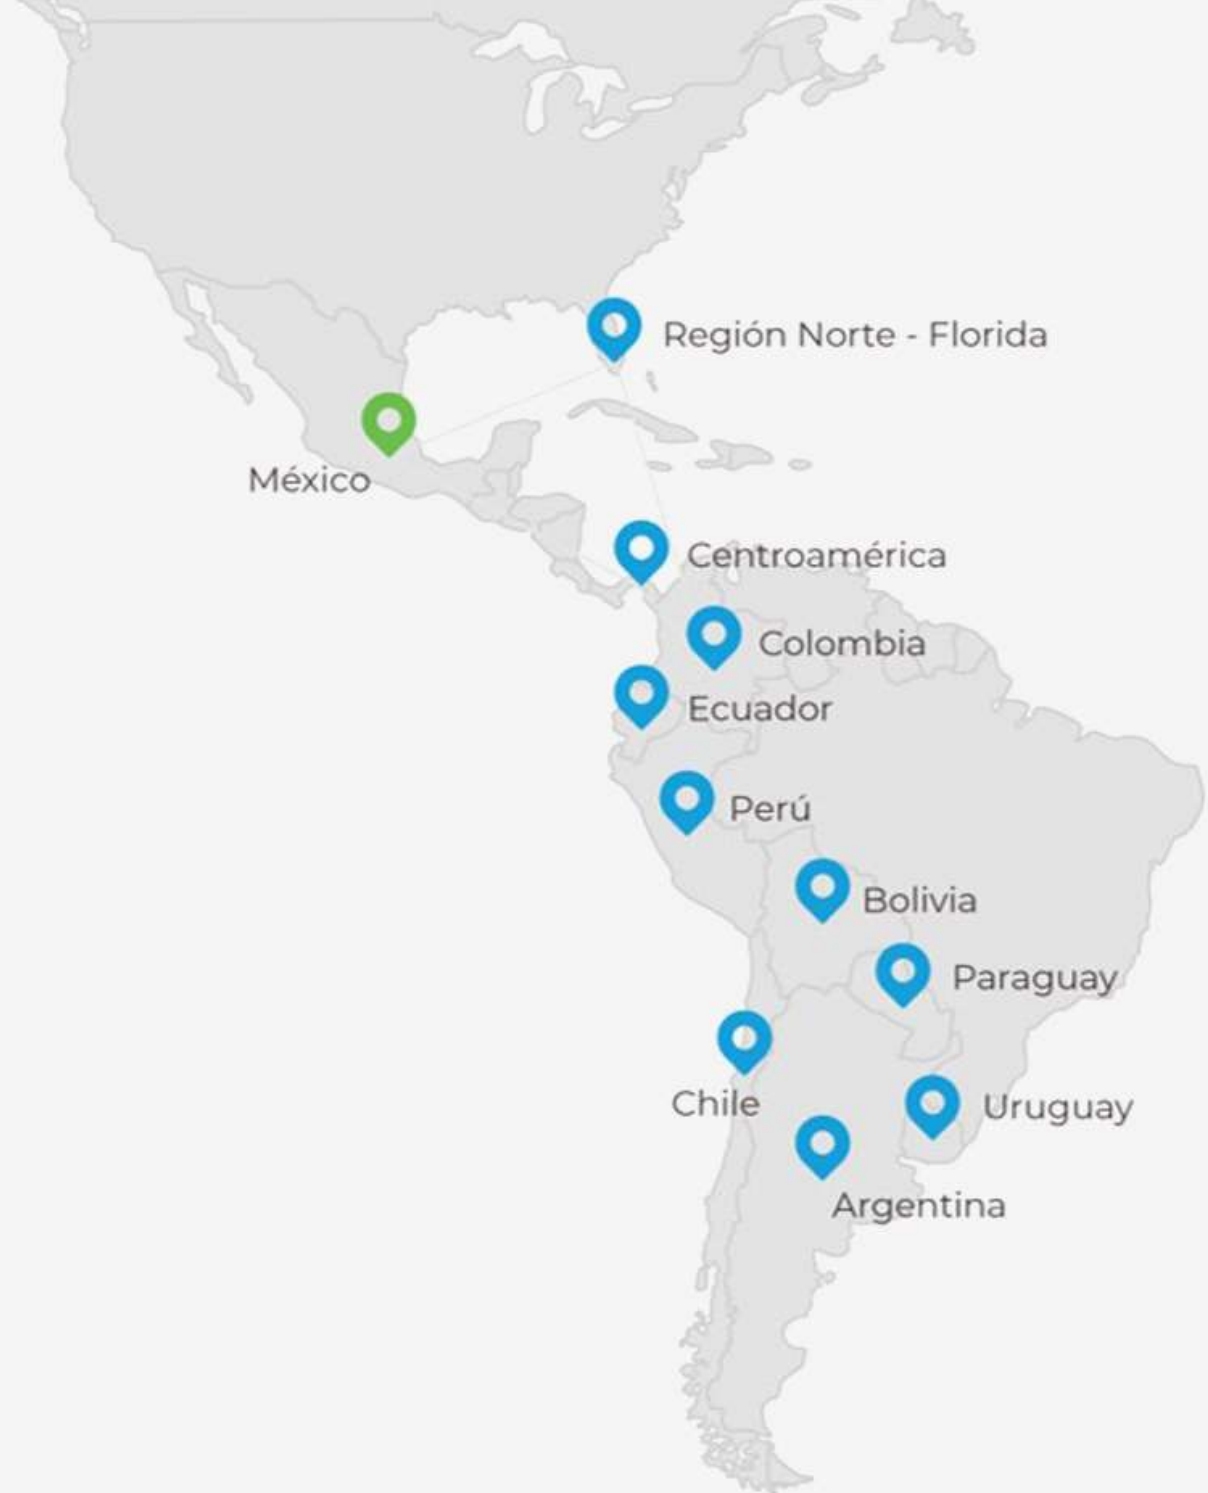 Región Norte - Florida
México
Centroamérica
Colombia
Ecuador
Perú
Bolivia
Paraguay
Chile
Uruguay
Argentina